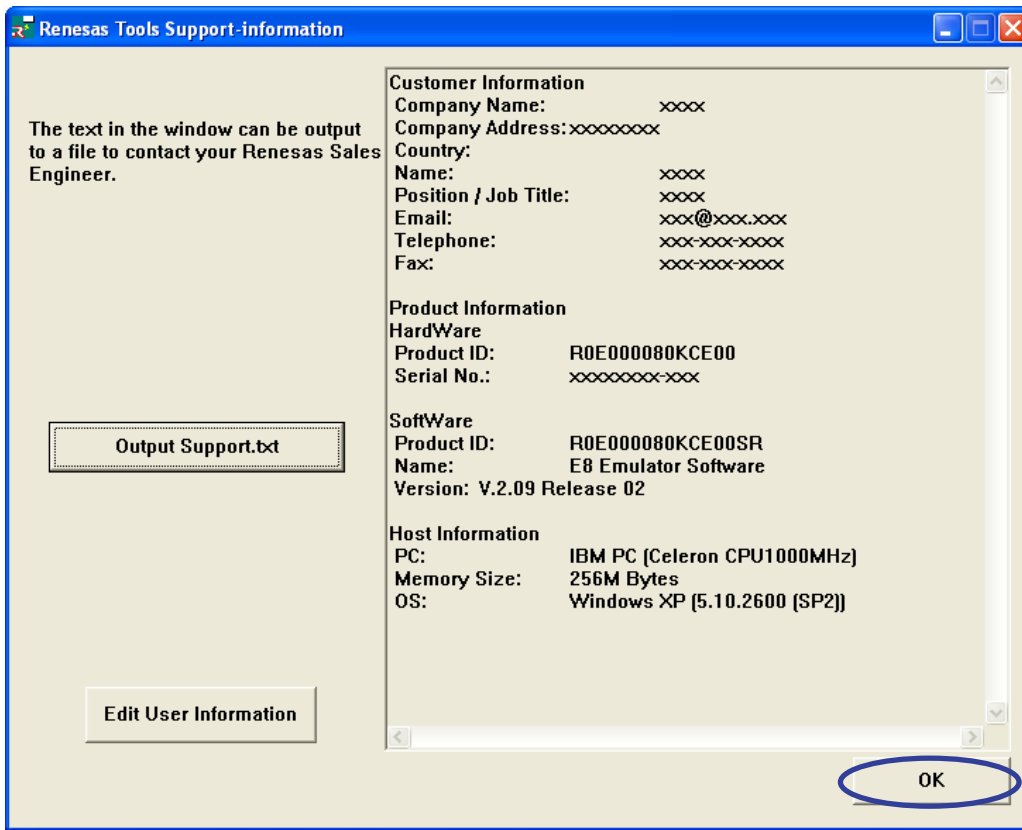 Renesas Tools Support-information
The text in the window can be output
to a file to contact your Renesas Sales
Engineer.
Output Support.txt
Edit User Information
Customer Information
Company Name: xxxx
Company Address: xxxxxxxx
Country:
Name: xxxx
Position / Job Title: xxxx
Email: xxx@xxx.xxx
Telephone: xxx-xxx-xxxx
Fax: xxx-xxx-xxxx
Product Information
HardWare
Product ID: R0E000080KCE00
Serial No.: xxxxxxxx-xxx
SoftWare
Product ID: R0E000080KCE00SR
Name: E8 Emulator Software
Version: V.2.09 Release 02
Host Information
PC: IBM PC (Celeron CPU1000MHz)
Memory Size: 256M Bytes
OS: Windows XP (5.10.2600 (SP2))
OK